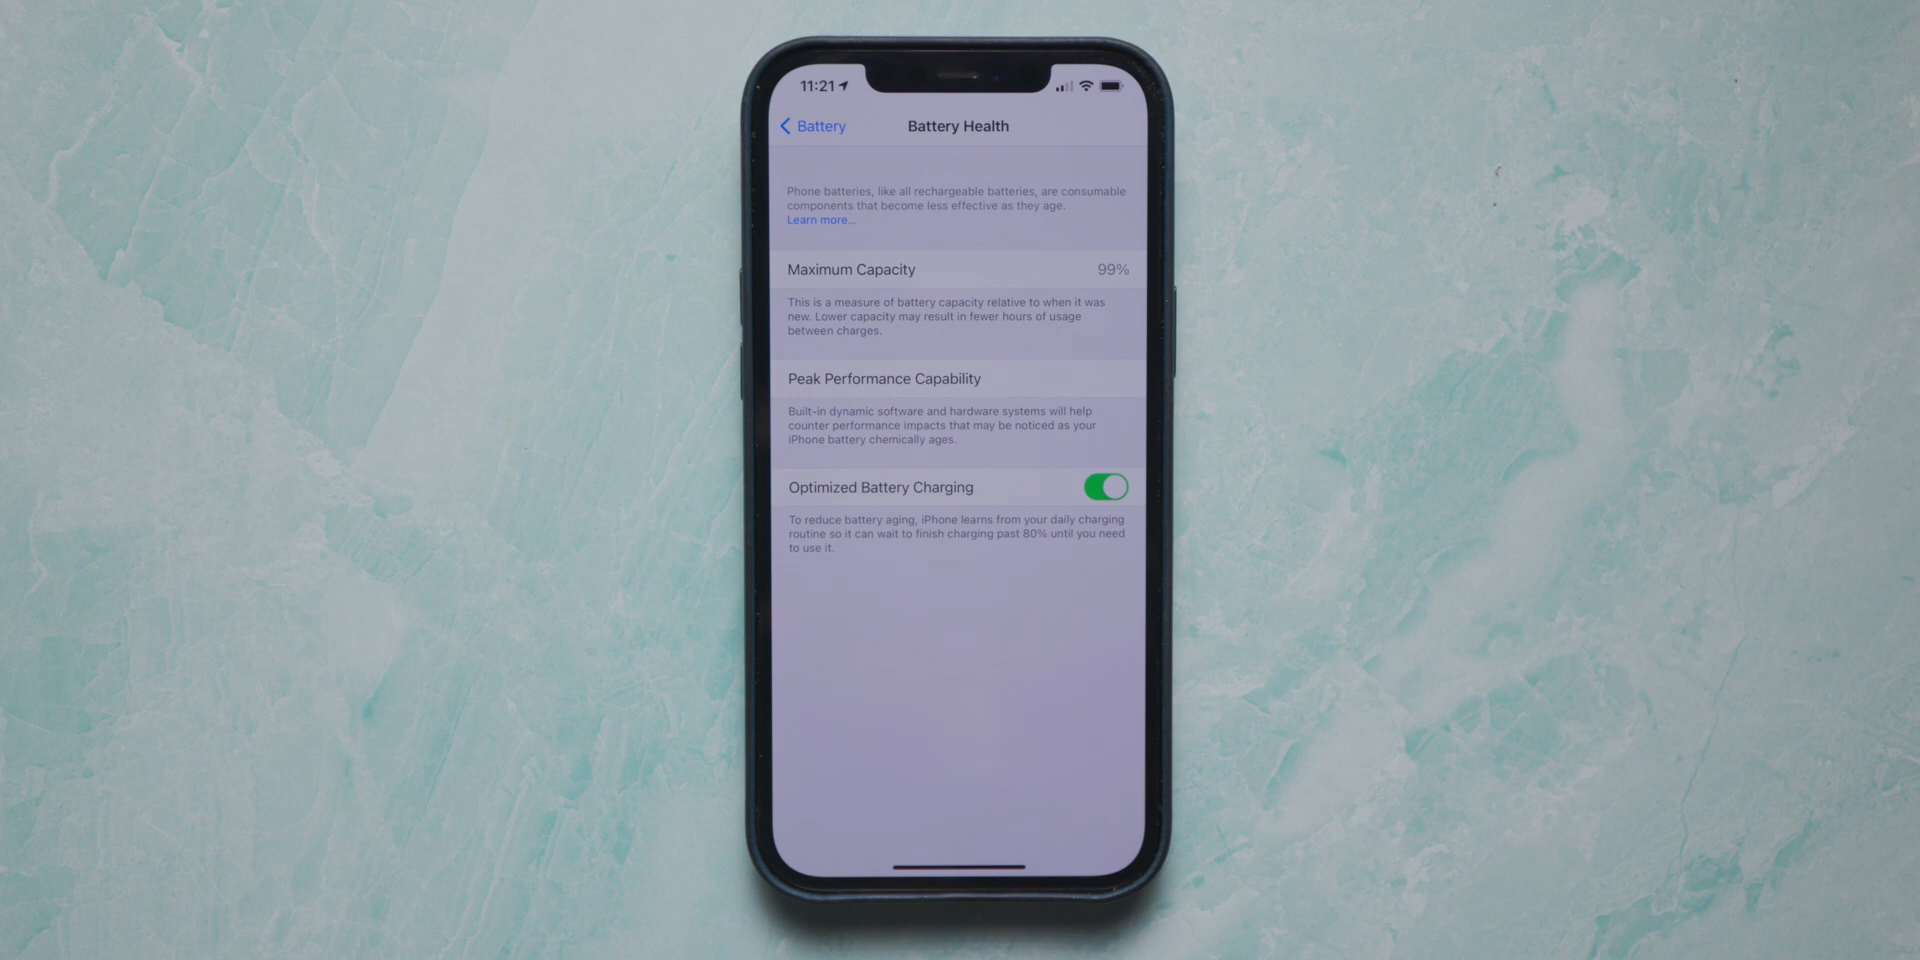 11:21
Battery
Battery Health
Phone batteries, like all rechargeable batteries, are consumable
components that become less effective as they age.
Learn more...
Maximum Capacity 99%
This is a measure of battery capacity relative to when it was
new. Lower capacity may result in fewer hours of usage
between charges.
Peak Performance Capability
Built-in dynamic software and hardware systems will help
counter performance impacts that may be noticed as your
iPhone battery chemically ages.
Optimized Battery Charging
To reduce battery aging, iPhone learns from your daily charging
routine so it can wait to finish charging past 80% until you need
to use it.